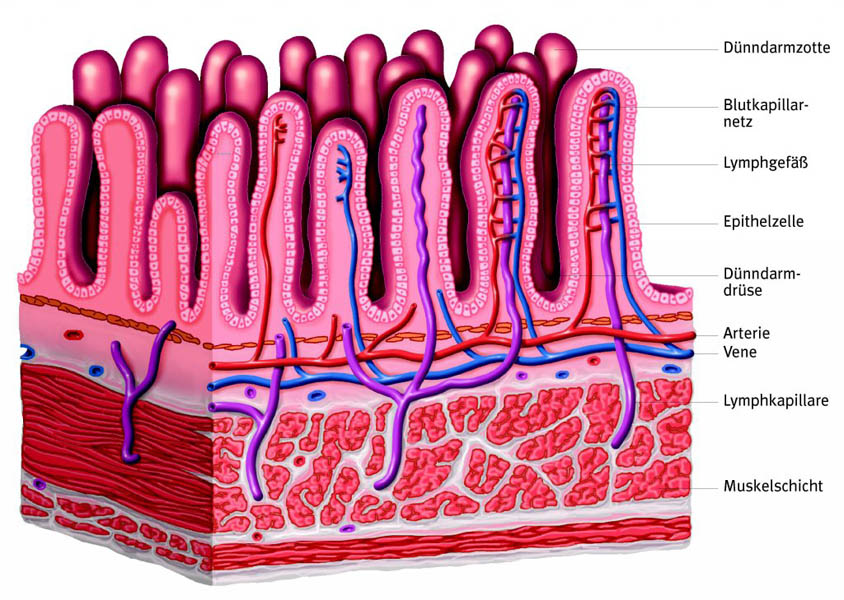 Dünndarmzotte
Blutkapillar-
netz
Lymphgefäß
Epithelzelle
Dünndarm-
drüse
Arterie
Vene
Lymphkapillare
Muskelschicht